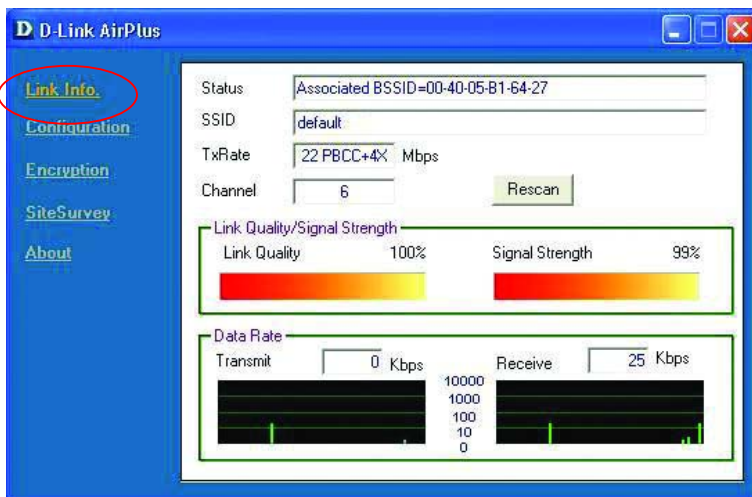 D D-Link AirPlus
Link Info.
Configuration
Encryption
SiteSurvey
About
Status Associated BSSID=00-40-05-B1-64-27
SSID default
TxRate 22 PBCC+4X Mbps
Channel 6 Rescan
Link Quality/Signal Strength
Link Quality 100% Signal Strength 99%
Data Rate
Transmit 0 Kbps Receive 25 Kbps
10000
1000
100
10
0